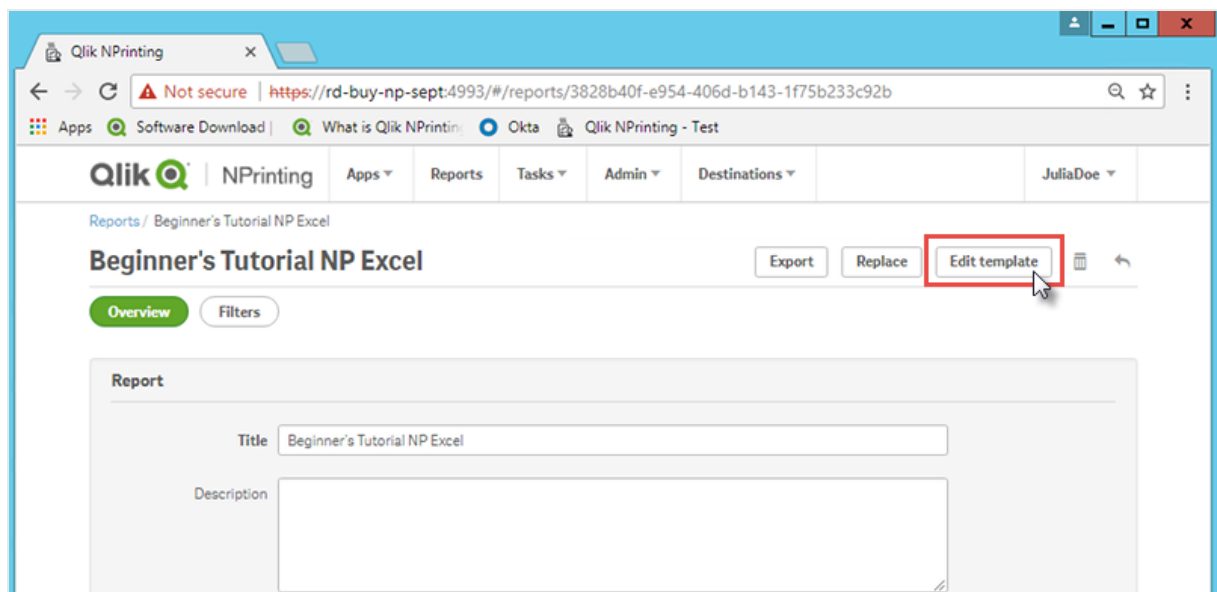 Qlik NPrinting
Not secure | https://rd-buy-np-sept:4993/#/reports/3828b40f-e954-406d-b143-1f75b233c92b
Apps Software Download | What is Qlik NPrintin Okta Qlik NPrinting - Test
Qlik NPrinting Apps Reports Tasks Admin Destinations JuliaDoe
Reports / Beginner's Tutorial NP Excel
Beginner's Tutorial NP Excel Export Replace Edit template
Overview Filters
Report
Title Beginner's Tutorial NP Excel
Description